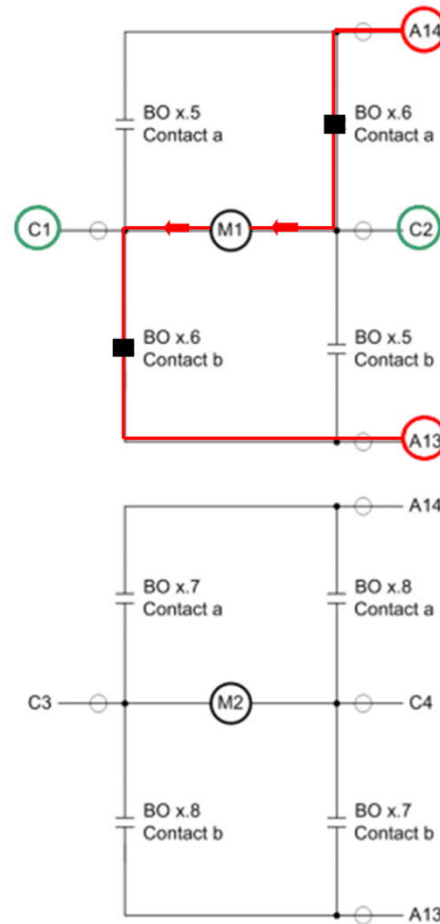 A14
BO x.5
Contact a
BO x.6
Contact a
C1
M1
C2
BO x.6
Contact b
BO x.5
Contact b
A13
A14
BO x.7
Contact a
BO x.8
Contact a
C3
M2
C4
BO x.8
Contact b
BO x.7
Contact b
A13